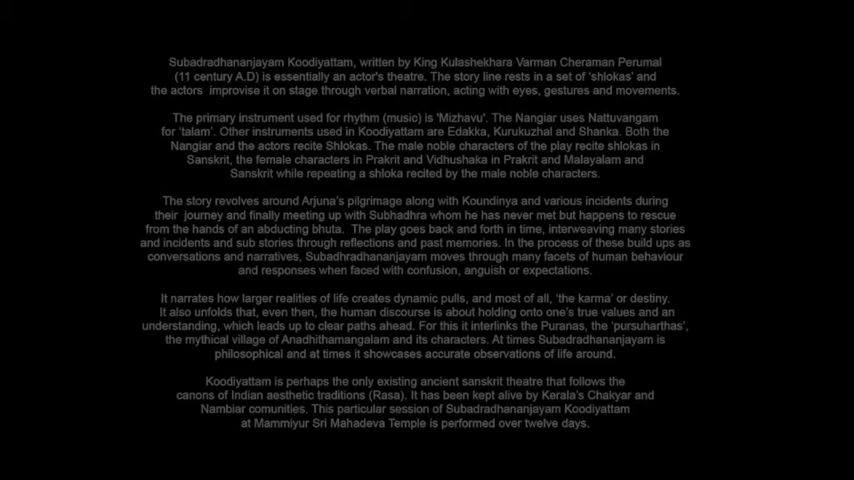 Subadradhananjayam Koodiyattam, written by King Kulashekhara Varman Cheraman Perumal
(11 century A.D) is essentially an actor's theatre. The story line rests in a set of 'shlokas' and
the actors improvise it on stage through verbal narration, acting with eyes, gestures and movements.
The primary instrument used for rhythm (music) is 'Mizhavu'. The Nangiar uses Nattuvangam
for 'talam'. Other instruments used in Koodiyattam are Edakka, Kurukuzhal and Shanka. Both the
Nangiar and the actors recite Shlokas. The male noble characters of the play recite shlokas in
Sanskrit, the female characters in Prakrit and Vidhushaka in Prakrit and Malayalam and
Sanskrit while repeating a shloka recited by the male noble characters.
The story revolves around Arjuna's pilgrimage along with Koundinya and various incidents during
their journey and finally meeting up with Subhadhra whom he has never met but happens to rescue
from the hands of an abducting bhuta. The play goes back and forth in time, interweaving many stories
and incidents and sub stories through reflections and past memories. In the process of these build ups as
conversations and narratives, Subadhradhananjayam moves through many facets of human behaviour
and responses when faced with confusion, anguish or expectations.
It narrates how larger realities of life creates dynamic pulls, and most of all, 'the karma' or destiny.
It also unfolds that, even then, the human discourse is about holding onto one's true values and an
understanding, which leads up to clear paths ahead. For this it interlinks the Puranas, the 'pursuharthas',
the mythical village of Anadhithamangalam and its characters. At times Subadradhananjayam is
philosophical and at times it showcases accurate observations of life around.
Koodiyattam is perhaps the only existing ancient sanskrit theatre that follows the
canons of Indian aesthetic traditions (Rasa). It has been kept alive by Kerala's Chakyar and
Nambiar comunities. This particular session of Subadradhananjayam Koodiyattam
at Mammiyur Sri Mahadeva Temple is performed over twelve days.